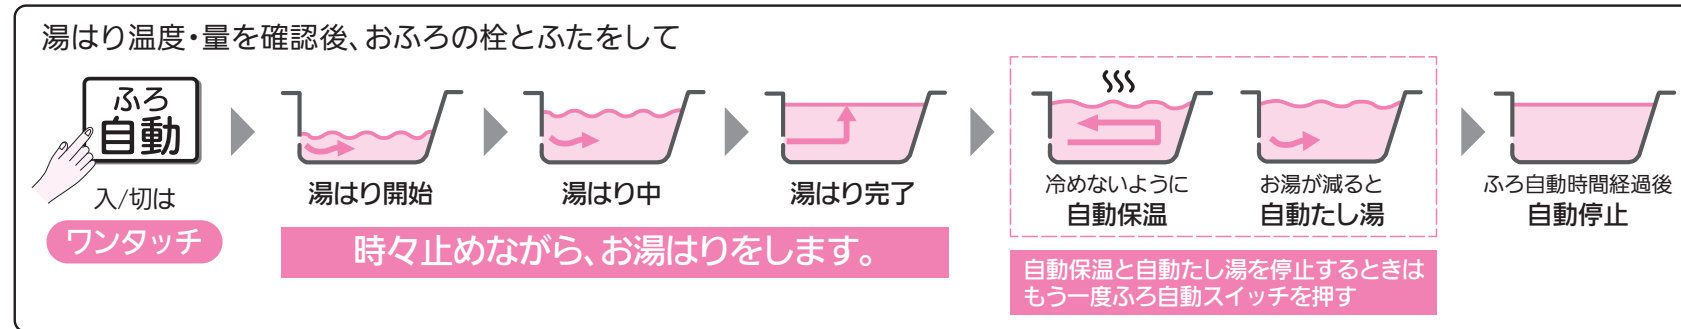 湯はり温度・量を確認後、おふろの栓とふたをして
ふろ
自動
入/切は
ワンタッチ
湯はり開始
湯はり中
湯はり完了
時々止めながら、お湯はりをします。
冷めないように
自動保温
お湯が減ると
自動たし湯
自動保温と自動たし湯を停止するときは
もう一度ふろ自動スイッチを押す
ふろ自動時間経過後
自動停止